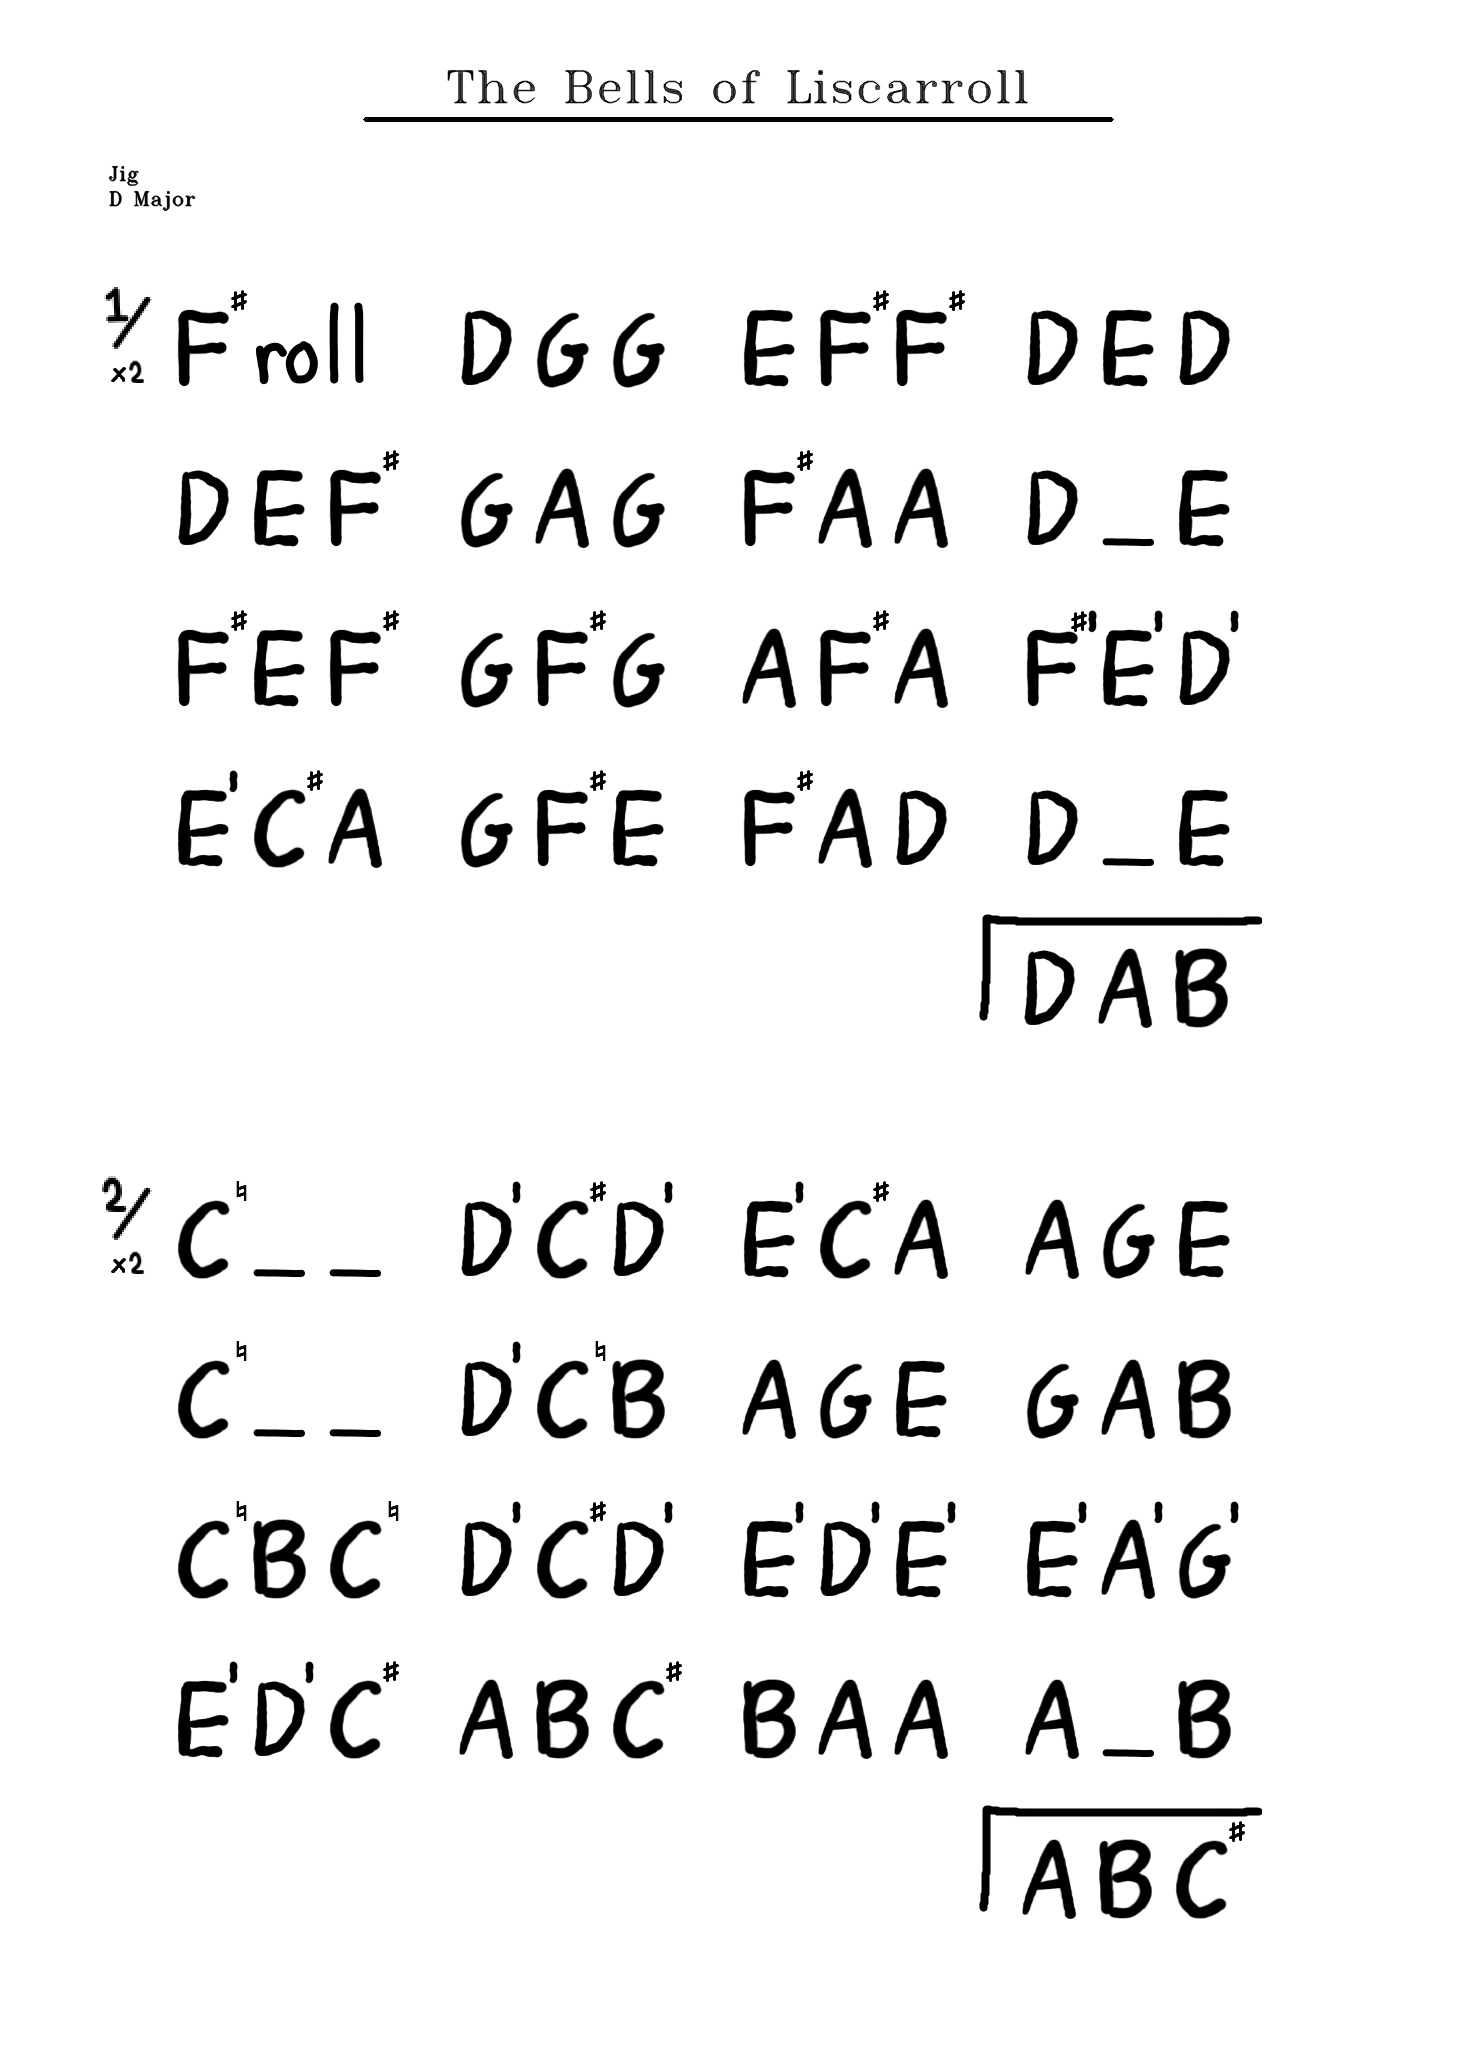 The Bells of Liscarroll
Jig
D Major
1/ x2 F♯ roll DGG EF♯F♯ DED
DEF♯ GAG F♯AA D_E
F♯EF♯ GF♯G AF♯A F♯'E'D'
E'C♯A GF♯E F♯AD D_E
DAB
2/ x2 C♮__ D'C♯D' E'C♯A AGE
C♮__ D'C♮B AGE GAB
C♮BC♮ D'C♯D' E'D'E' E'A'G'
E'D'C♯ ABC♯ BAA A_B
ABC♯